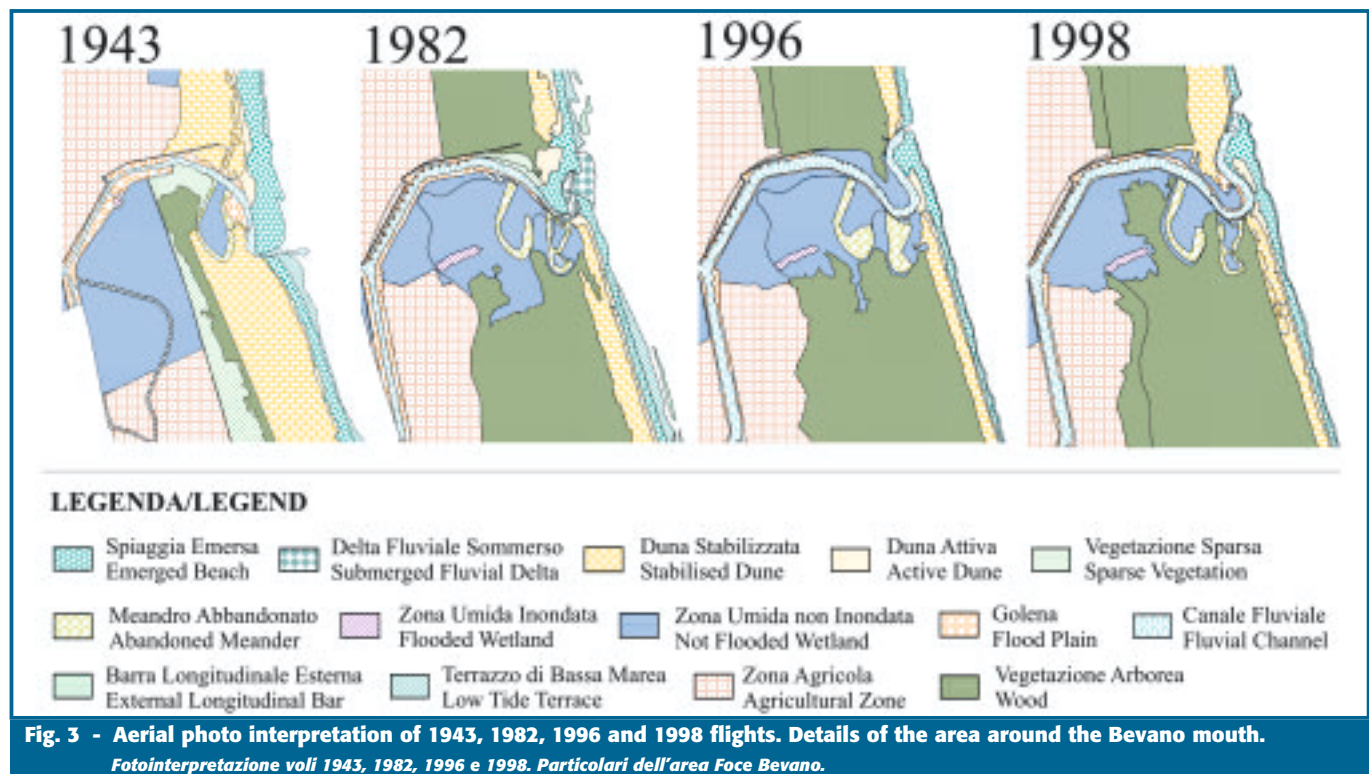 1943 1982 1996 1998
LEGENDA/LEGEND
Spiaggia Emersa
Emerged Beach
Delta Fluviale Sommerso
Submerged Fluvial Delta
Duna Stabilizzata
Stabilised Dune
Duna Attiva
Active Dune
Vegetazione Sparsa
Sparse Vegetation
Meandro Abbandonato
Abandoned Meander
Zona Umida Inondata
Flooded Wetland
Zona Umida non Inondata
Not Flooded Wetland
Golena
Flood Plain
Canale Fluviale
Fluvial Channel
Barra Longitudinale Esterna
External Longitudinal Bar
Terrazzo di Bassa Marea
Low Tide Terrace
Zona Agricola
Agricultural Zone
Vegetazione Arborea
Wood
Fig. 3 - Aerial photo interpretation of 1943, 1982, 1996 and 1998 flights. Details of the area around the Bevano mouth.
Fotointerpretazione voli 1943, 1982, 1996 e 1998. Particolari dell'area Foce Bevano.